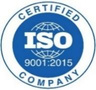 CERTIFIED
ISO
9001:2015
COMPANY